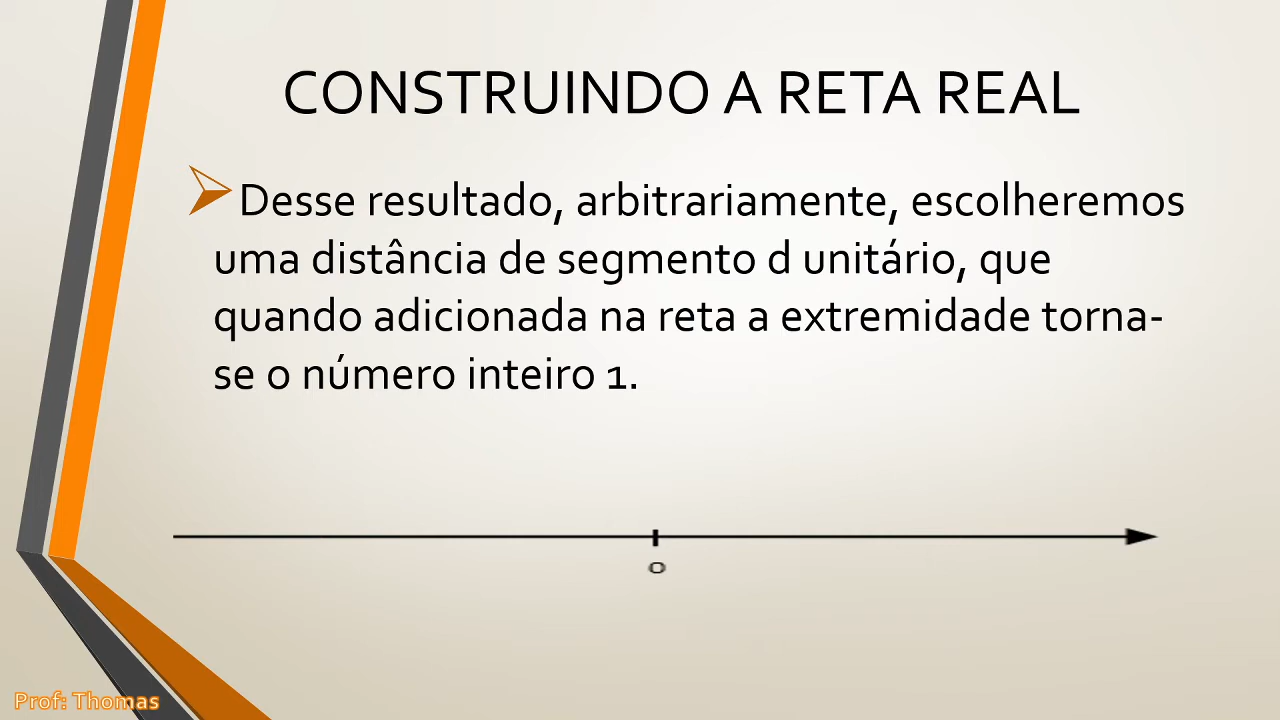 CONSTRUINDO A RETA REAL
Desse resultado, arbitrariamente, escolheremos
uma distância de segmento d unitário, que
quando adicionada na reta a extremidade torna-
se o número inteiro 1.
0
Prof: Thomas